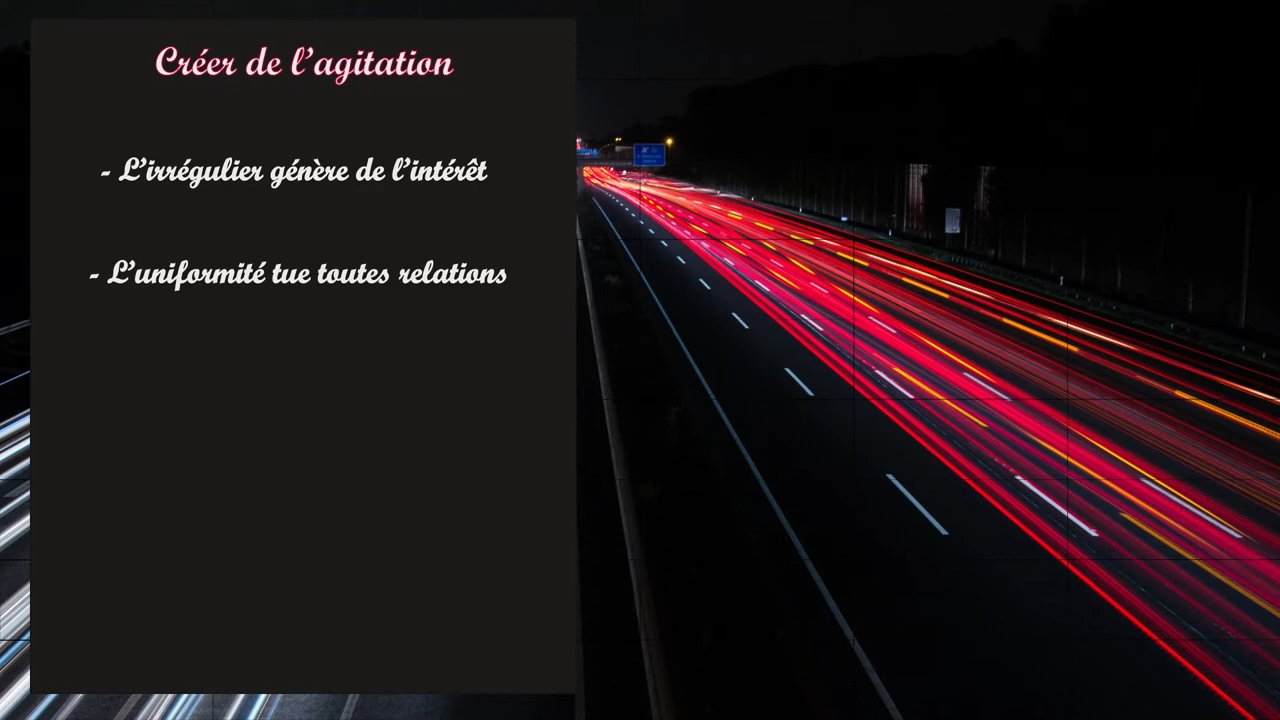 Créer de l’agitation
- L’irrégulier génère de l’intérêt
- L’uniformité tue toutes relations